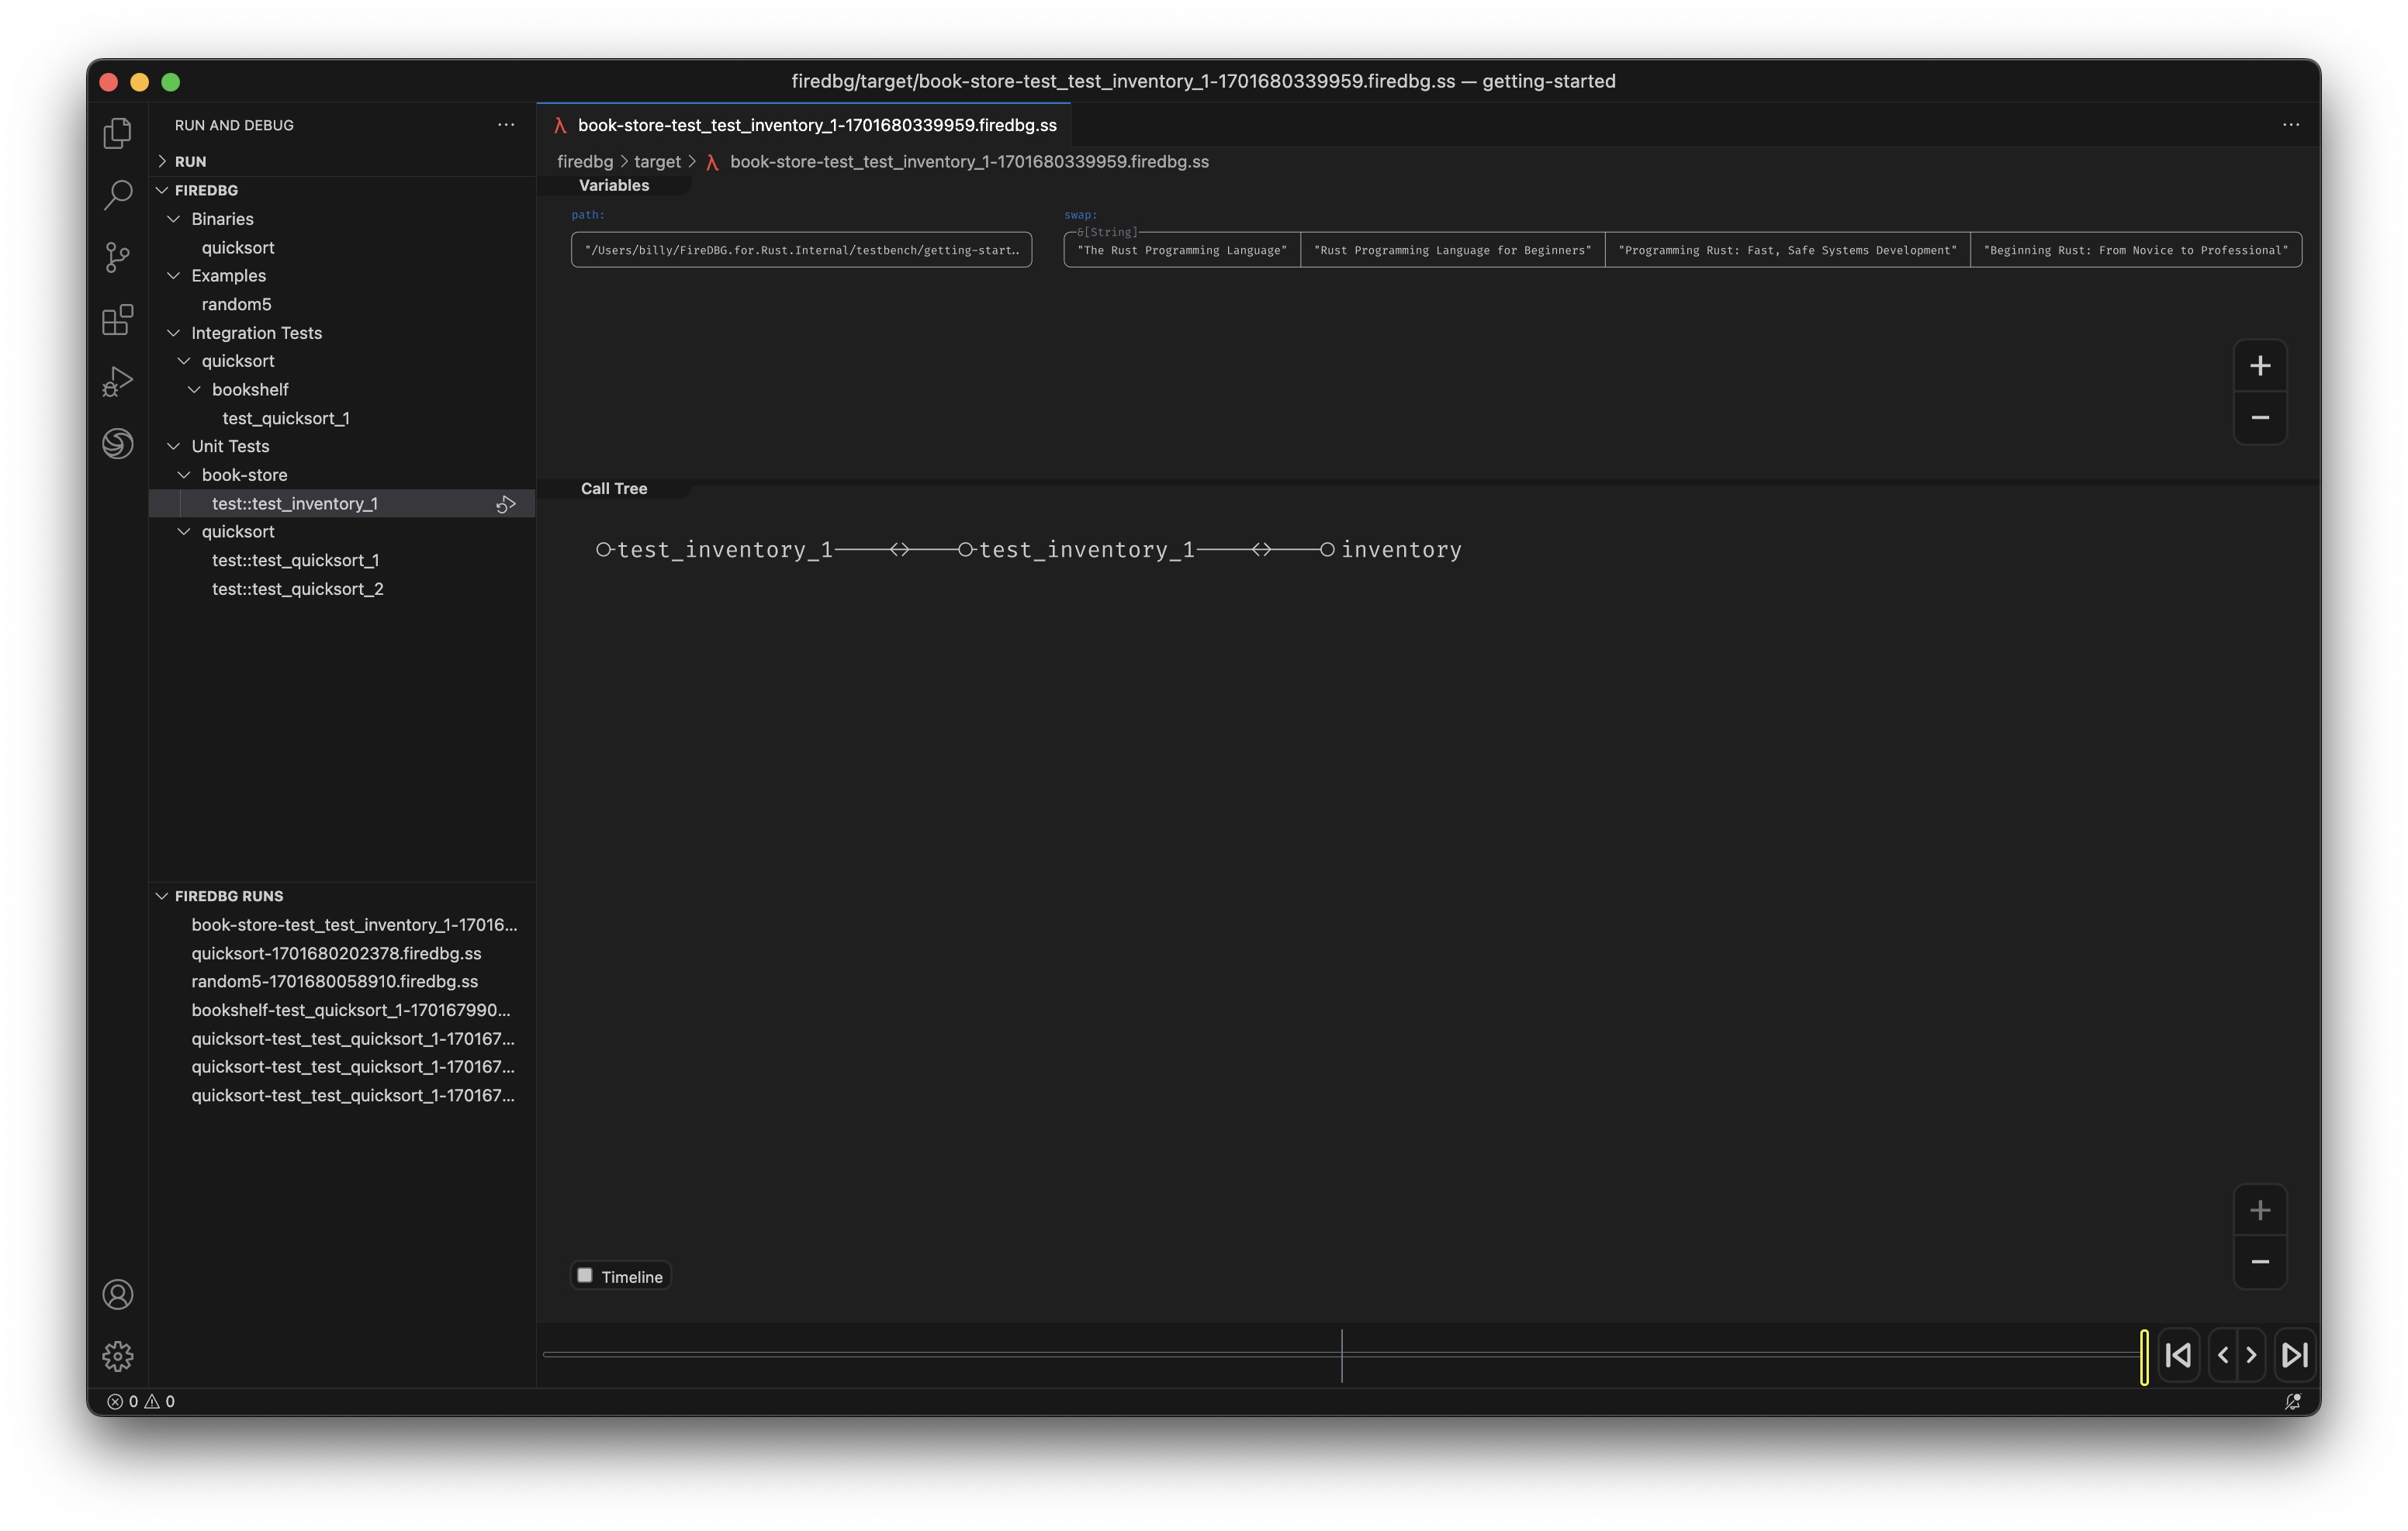 firedbg/target/book-store-test_test_inventory_1-1701680339959.firedbg.ss — getting-started
RUN AND DEBUG
RUN
FIREDBG
Binaries
quicksort
Examples
random5
Integration Tests
quicksort
bookshelf
test_quicksort_1
Unit Tests
book-store
test::test_inventory_1
quicksort
test::test_quicksort_1
test::test_quicksort_2
FIREDBG RUNS
book-store-test_test_inventory_1-17016...
quicksort-1701680202378.firedbg.ss
random5-1701680058910.firedbg.ss
bookshelf-test_quicksort_1-170167990...
quicksort-test_test_quicksort_1-170167...
quicksort-test_test_quicksort_1-170167...
quicksort-test_test_quicksort_1-170167...
book-store-test_test_inventory_1-1701680339959.firedbg.ss
firedbg > target > book-store-test_test_inventory_1-1701680339959.firedbg.ss
Variables
path:
"/Users/billy/FireDBG.for.Rust.Internal/testbench/getting-start..
swap:
&[String]
"The Rust Programming Language" "Rust Programming Language for Beginners" "Programming Rust: Fast, Safe Systems Development" "Beginning Rust: From Novice to Professional"
Call Tree
test_inventory_1 <> test_inventory_1 <> inventory
Timeline
0 0